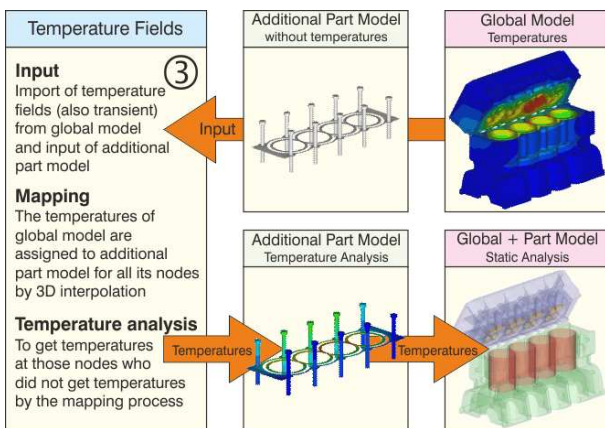 Temperature Fields
③
Input
Import of temperature
fields (also transient)
from global model
and input of additional
part model
Mapping
The temperatures of
global model are
assigned to additional
part model for all its nodes
by 3D interpolation
Temperature analysis
To get temperatures
at those nodes who
did not get temperatures
by the mapping process
Additional Part Model
without temperatures
Global Model
Temperatures
Input
Additional Part Model
Temperature Analysis
Global + Part Model
Static Analysis
Temperatures
Temperatures